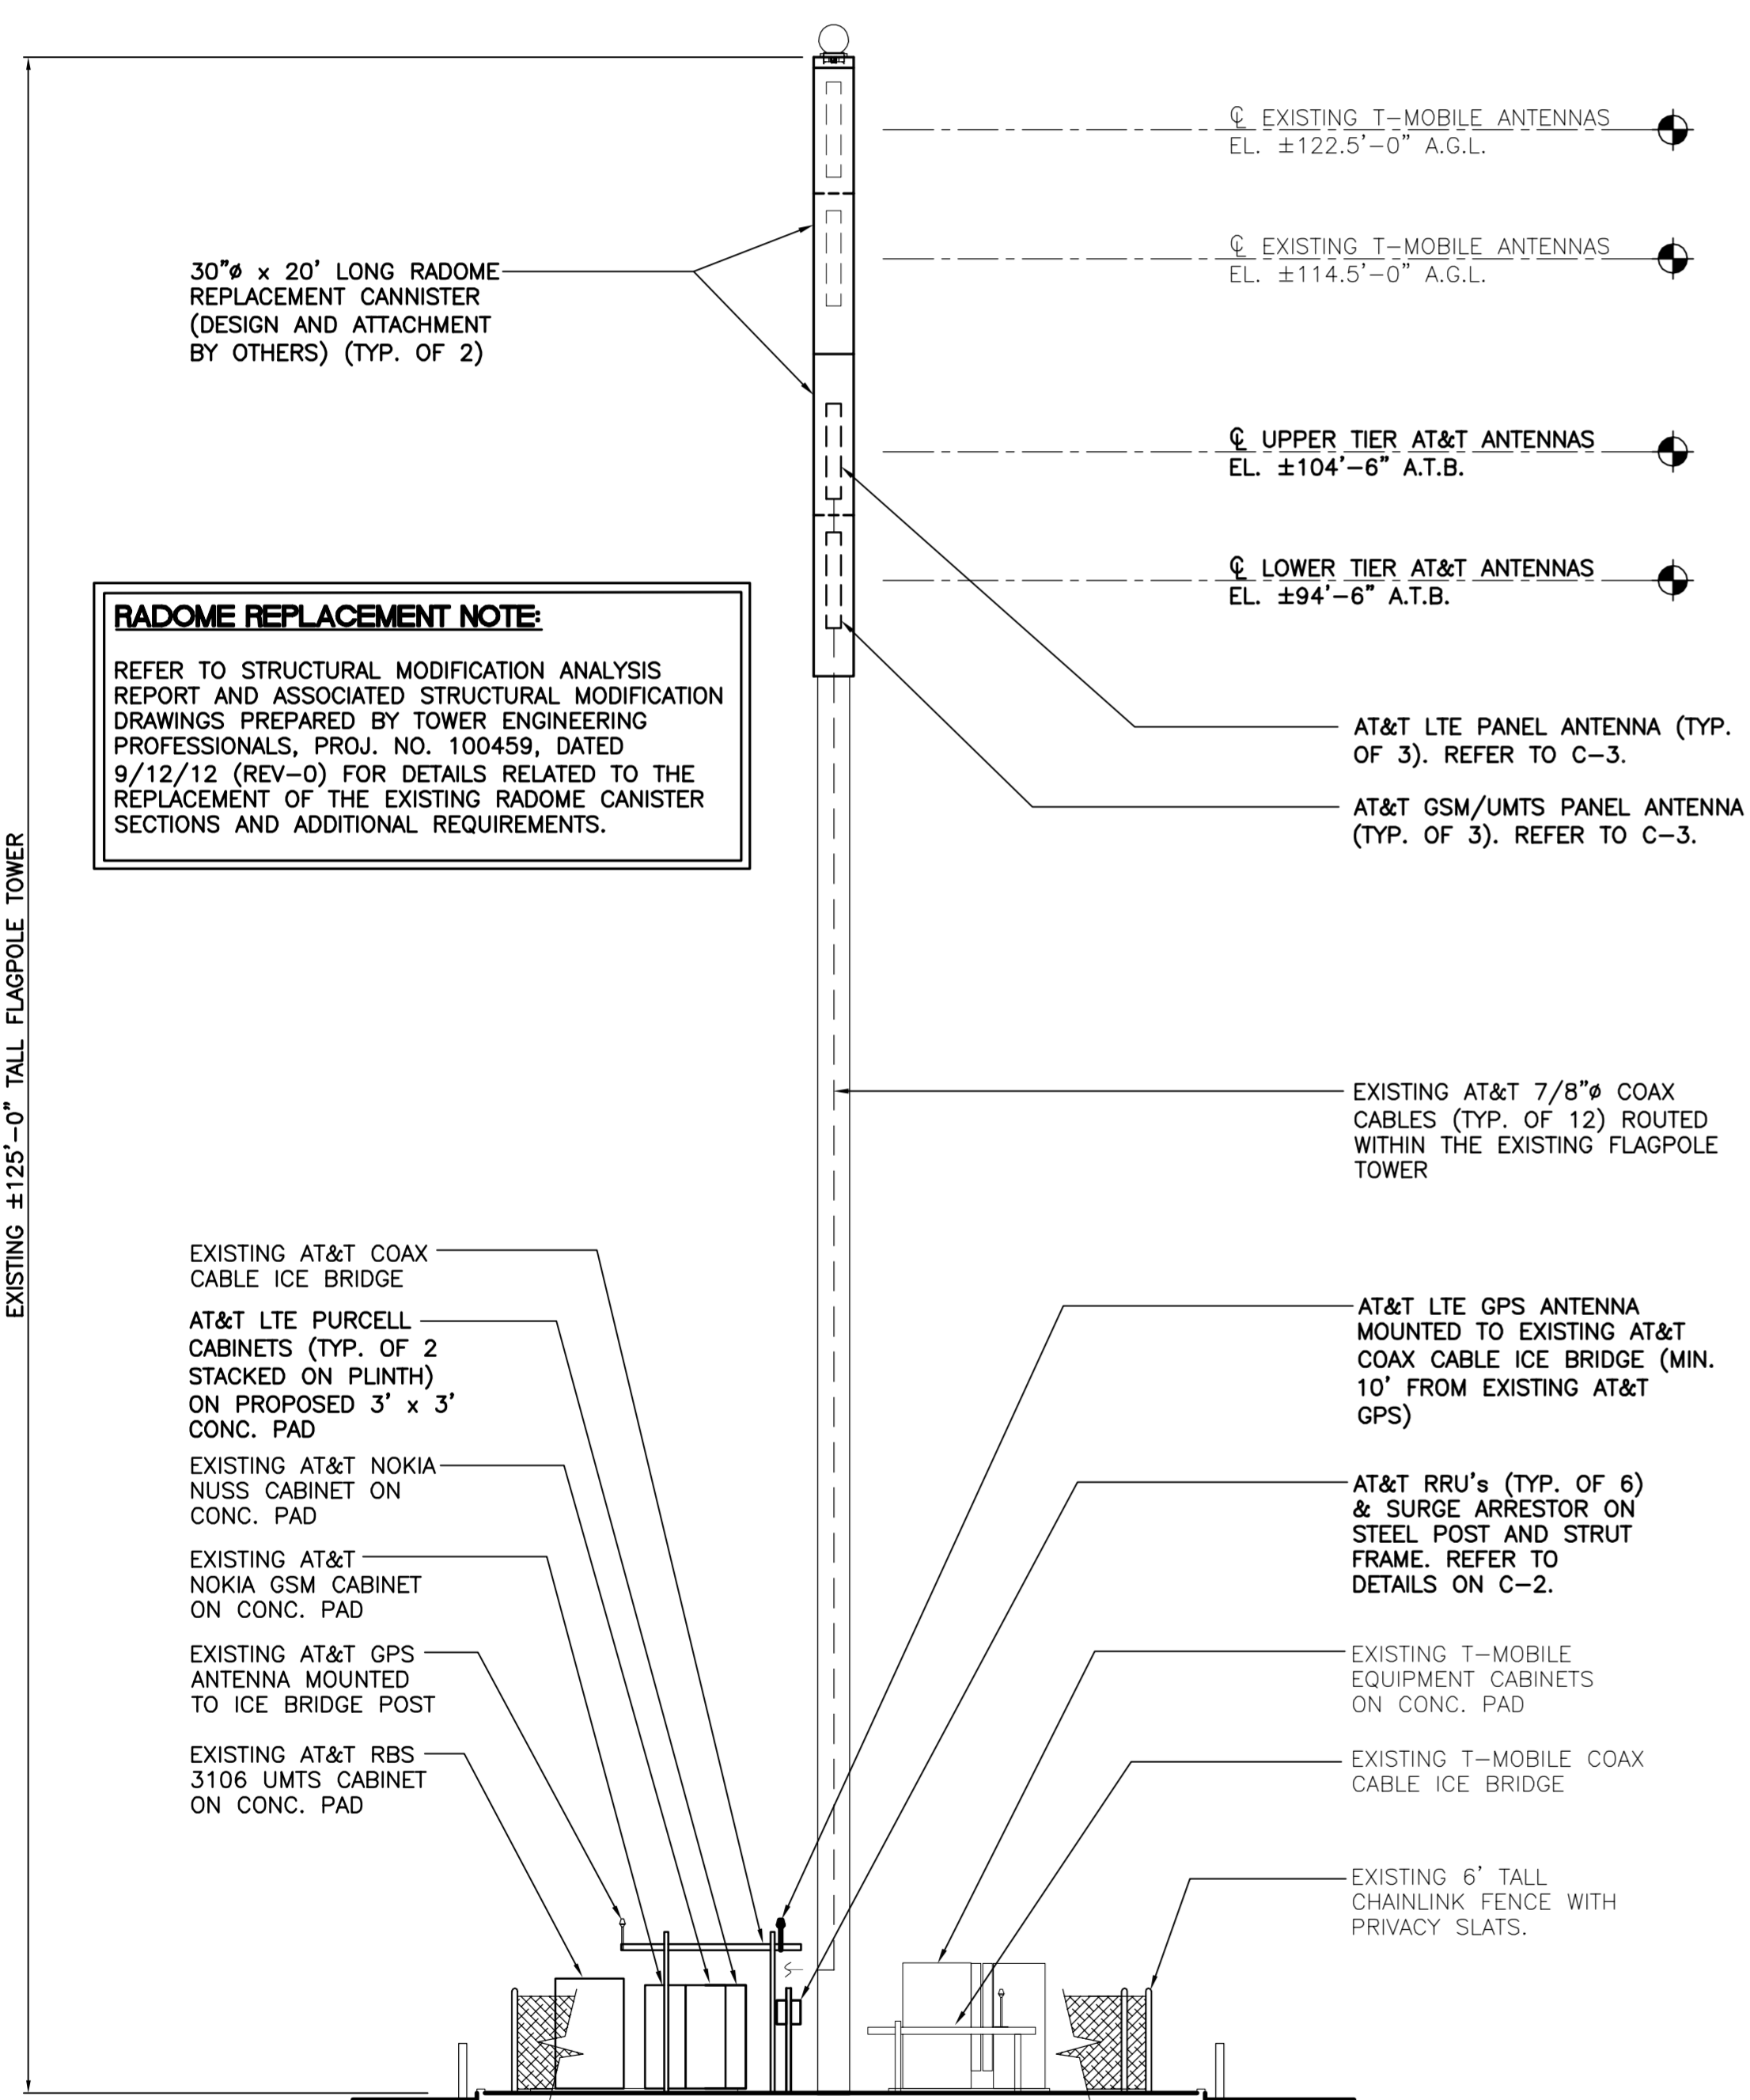 ℄ EXISTING T-MOBILE ANTENNAS
EL. ±122.5'-0" A.G.L.
℄ EXISTING T-MOBILE ANTENNAS
EL. ±114.5'-0" A.G.L.
30"ø x 20' LONG RADOME
REPLACEMENT CANNISTER
(DESIGN AND ATTACHMENT
BY OTHERS) (TYP. OF 2)
℄ UPPER TIER AT&T ANTENNAS
EL. ±104'-6" A.T.B.
℄ LOWER TIER AT&T ANTENNAS
EL. ±94'-6" A.T.B.
RADOME REPLACEMENT NOTE:
REFER TO STRUCTURAL MODIFICATION ANALYSIS
REPORT AND ASSOCIATED STRUCTURAL MODIFICATION
DRAWINGS PREPARED BY TOWER ENGINEERING
PROFESSIONALS, PROJ. NO. 100459, DATED
9/12/12 (REV-0) FOR DETAILS RELATED TO THE
REPLACEMENT OF THE EXISTING RADOME CANISTER
SECTIONS AND ADDITIONAL REQUIREMENTS.
AT&T LTE PANEL ANTENNA (TYP.
OF 3). REFER TO C-3.
AT&T GSM/UMTS PANEL ANTENNA
(TYP. OF 3). REFER TO C-3.
EXISTING ±125'-0" TALL FLAGPOLE TOWER
EXISTING AT&T 7/8"ø COAX
CABLES (TYP. OF 12) ROUTED
WITHIN THE EXISTING FLAGPOLE
TOWER
EXISTING AT&T COAX
CABLE ICE BRIDGE
AT&T LTE PURCELL
CABINETS (TYP. OF 2
STACKED ON PLINTH)
ON PROPOSED 3' x 3'
CONC. PAD
EXISTING AT&T NOKIA
NUSS CABINET ON
CONC. PAD
EXISTING AT&T
NOKIA GSM CABINET
ON CONC. PAD
EXISTING AT&T GPS
ANTENNA MOUNTED
TO ICE BRIDGE POST
EXISTING AT&T RBS
3106 UMTS CABINET
ON CONC. PAD
AT&T LTE GPS ANTENNA
MOUNTED TO EXISTING AT&T
COAX CABLE ICE BRIDGE (MIN.
10' FROM EXISTING AT&T
GPS)
AT&T RRU's (TYP. OF 6)
& SURGE ARRESTOR ON
STEEL POST AND STRUT
FRAME. REFER TO
DETAILS ON C-2.
EXISTING T-MOBILE
EQUIPMENT CABINETS
ON CONC. PAD
EXISTING T-MOBILE COAX
CABLE ICE BRIDGE
EXISTING 6' TALL
CHAINLINK FENCE WITH
PRIVACY SLATS.